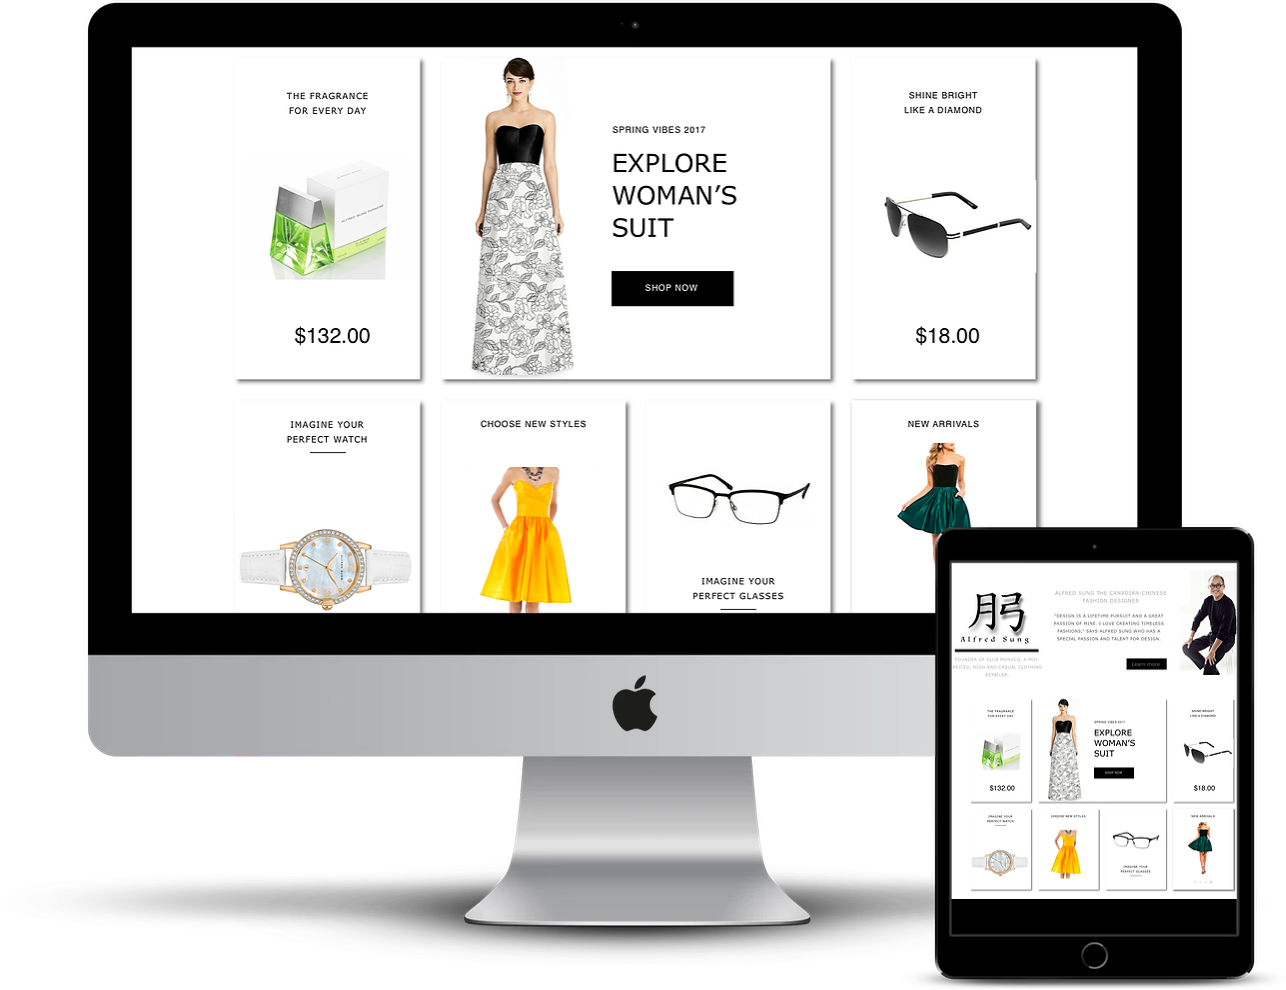 THE FRAGRANCE
FOR EVERY DAY
ALFRED SUNG PARADISE
$132.00
SPRING VIBES 2017
EXPLORE
WOMAN’S
SUIT
SHOP NOW
SHINE BRIGHT
LIKE A DIAMOND
$18.00
IMAGINE YOUR
PERFECT WATCH
CHOOSE NEW STYLES
IMAGINE YOUR
PERFECT GLASSES
NEW ARRIVALS
Alfred Sung
FOUNDER OF CLUB MONACO, A MID-
PRICED, HIGH-END CASUAL CLOTHING
RETAILER.
ALFRED SUNG THE CANADIAN-CHINESE
FASHION DESIGNER.
"DESIGN IS A LIFETIME PURSUIT AND A GREAT
PASSION OF MINE. I LOVE CREATING TIMELESS
FASHIONS," SAYS ALFRED SUNG WHO HAS A
SPECIAL PASSION AND TALENT FOR DESIGN.
Learn more
THE FRAGRANCE
FOR EVERY DAY
$132.00
SPRING VIBES 2017
EXPLORE
WOMAN’S
SUIT
SHOP NOW
SHINE BRIGHT
LIKE A DIAMOND
$18.00
IMAGINE YOUR
PERFECT WATCH
CHOOSE NEW STYLES
IMAGINE YOUR
PERFECT GLASSES
NEW ARRIVALS